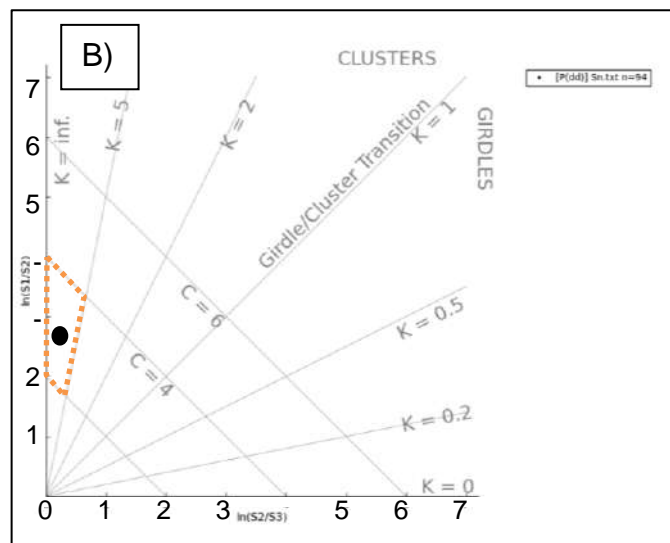 B)
CLUSTERS
• [P(dd)] Sn.txt n=94
7
6
5
-
-
2
1
0
ln(S1/S2)
K = inf.
K = 5
K = 2
Girdle/Cluster Transition
K = 1
GIRDLES
C = 6
K = 0.5
C = 4
K = 0.2
K = 0
0 1 2 3 5 6 7
ln(S2/S3)